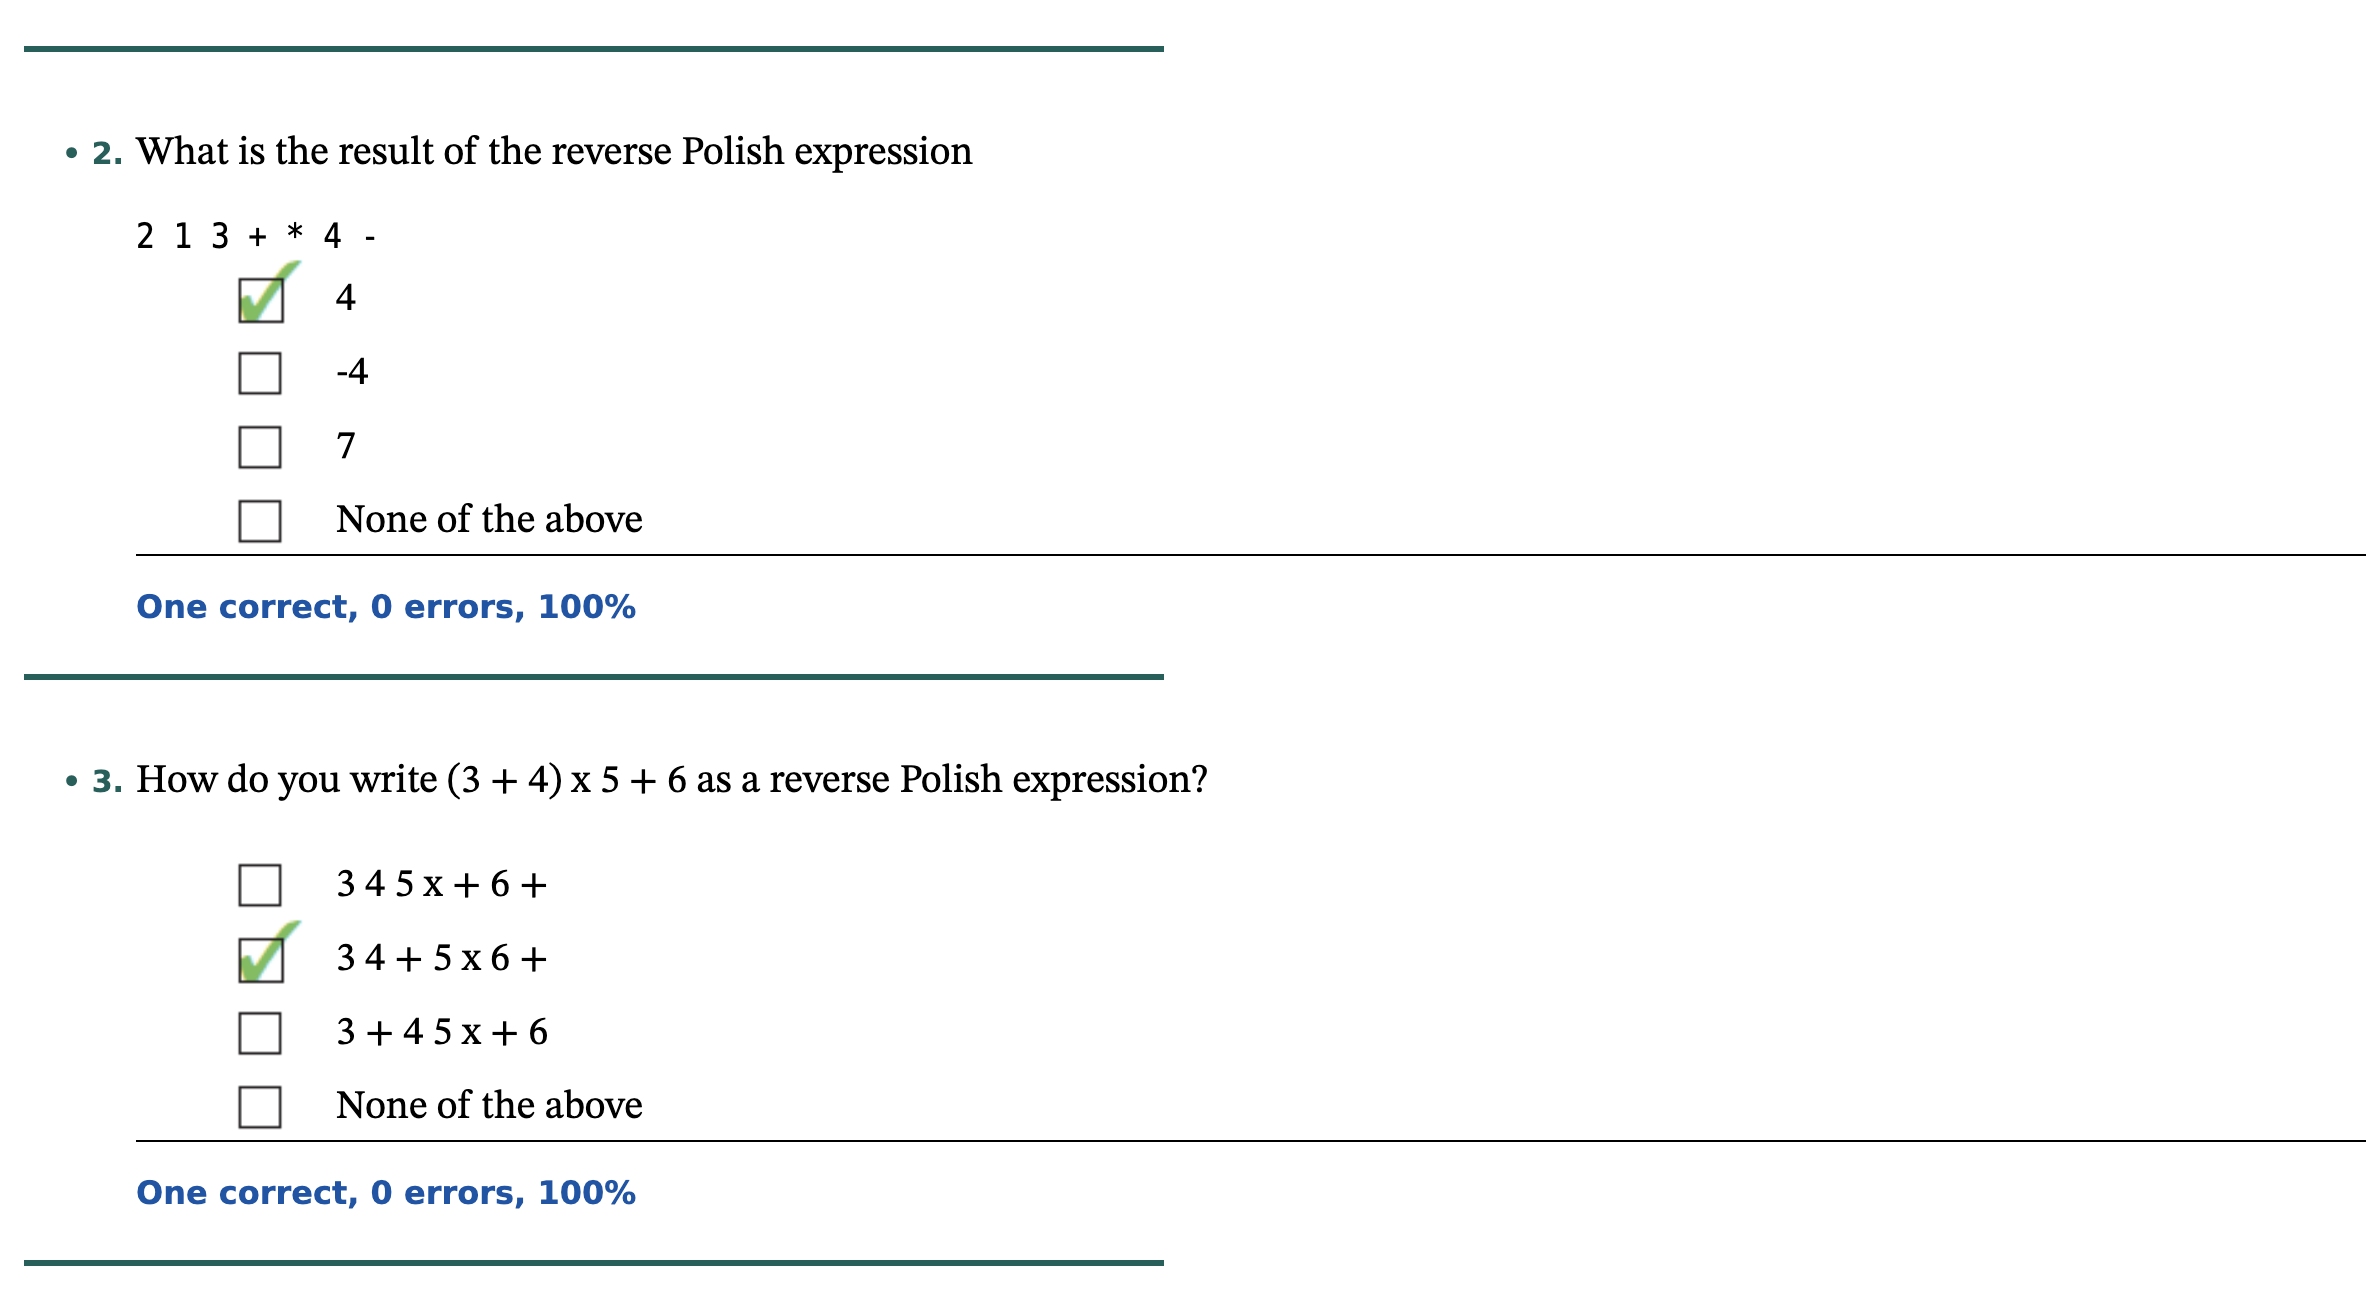 • 2. What is the result of the reverse Polish expression
2 1 3 + * 4 -
4
-4
7
None of the above
One correct, 0 errors, 100%
• 3. How do you write (3 + 4) x 5 + 6 as a reverse Polish expression?
3 4 5 x + 6 +
3 4 + 5 x 6 +
3 + 4 5 x + 6
None of the above
One correct, 0 errors, 100%